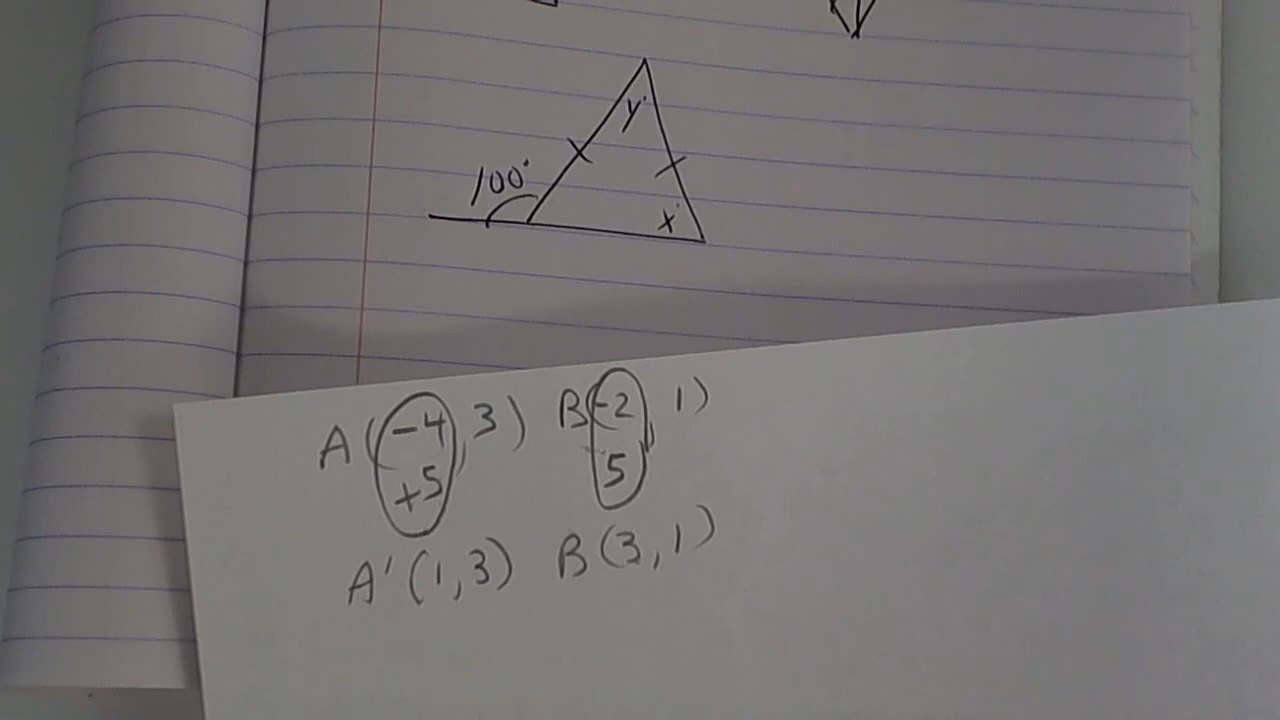 y°
100°
x°
A(-4, 3) B(-2, 1)
+5 5
A'(1,3) B(3,1)